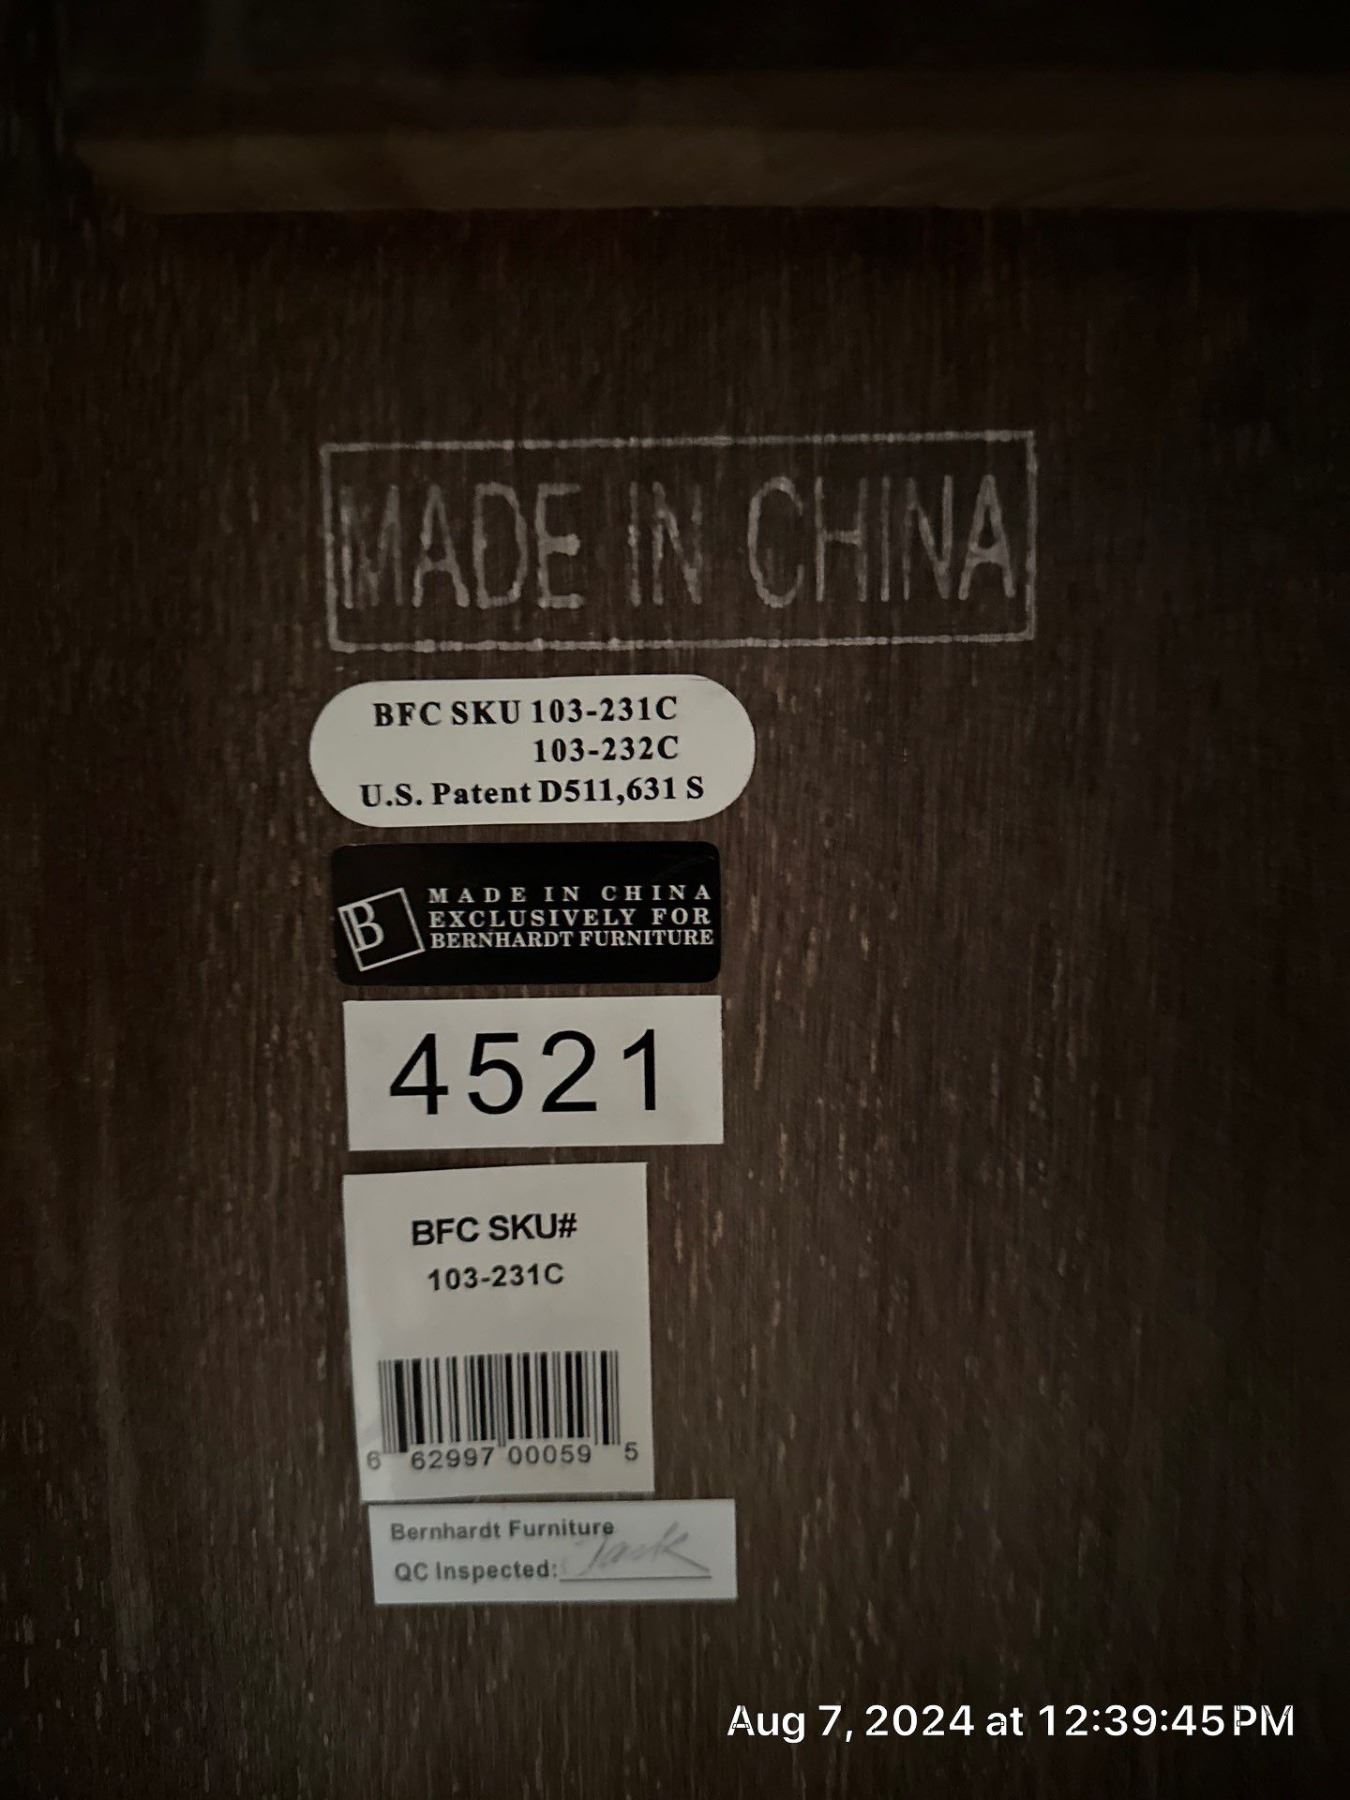 MADE IN CHINA
BFC SKU 103-231C
103-232C
U.S. Patent D511,631 S
B
MADE IN CHINA
EXCLUSIVELY FOR
BERNHARDT FURNITURE
4521
BFC SKU#
103-231C
6 62997 00059 5
Bernhardt Furniture
QC Inspected: Jack
Aug 7, 2024 at 12:39:45 PM